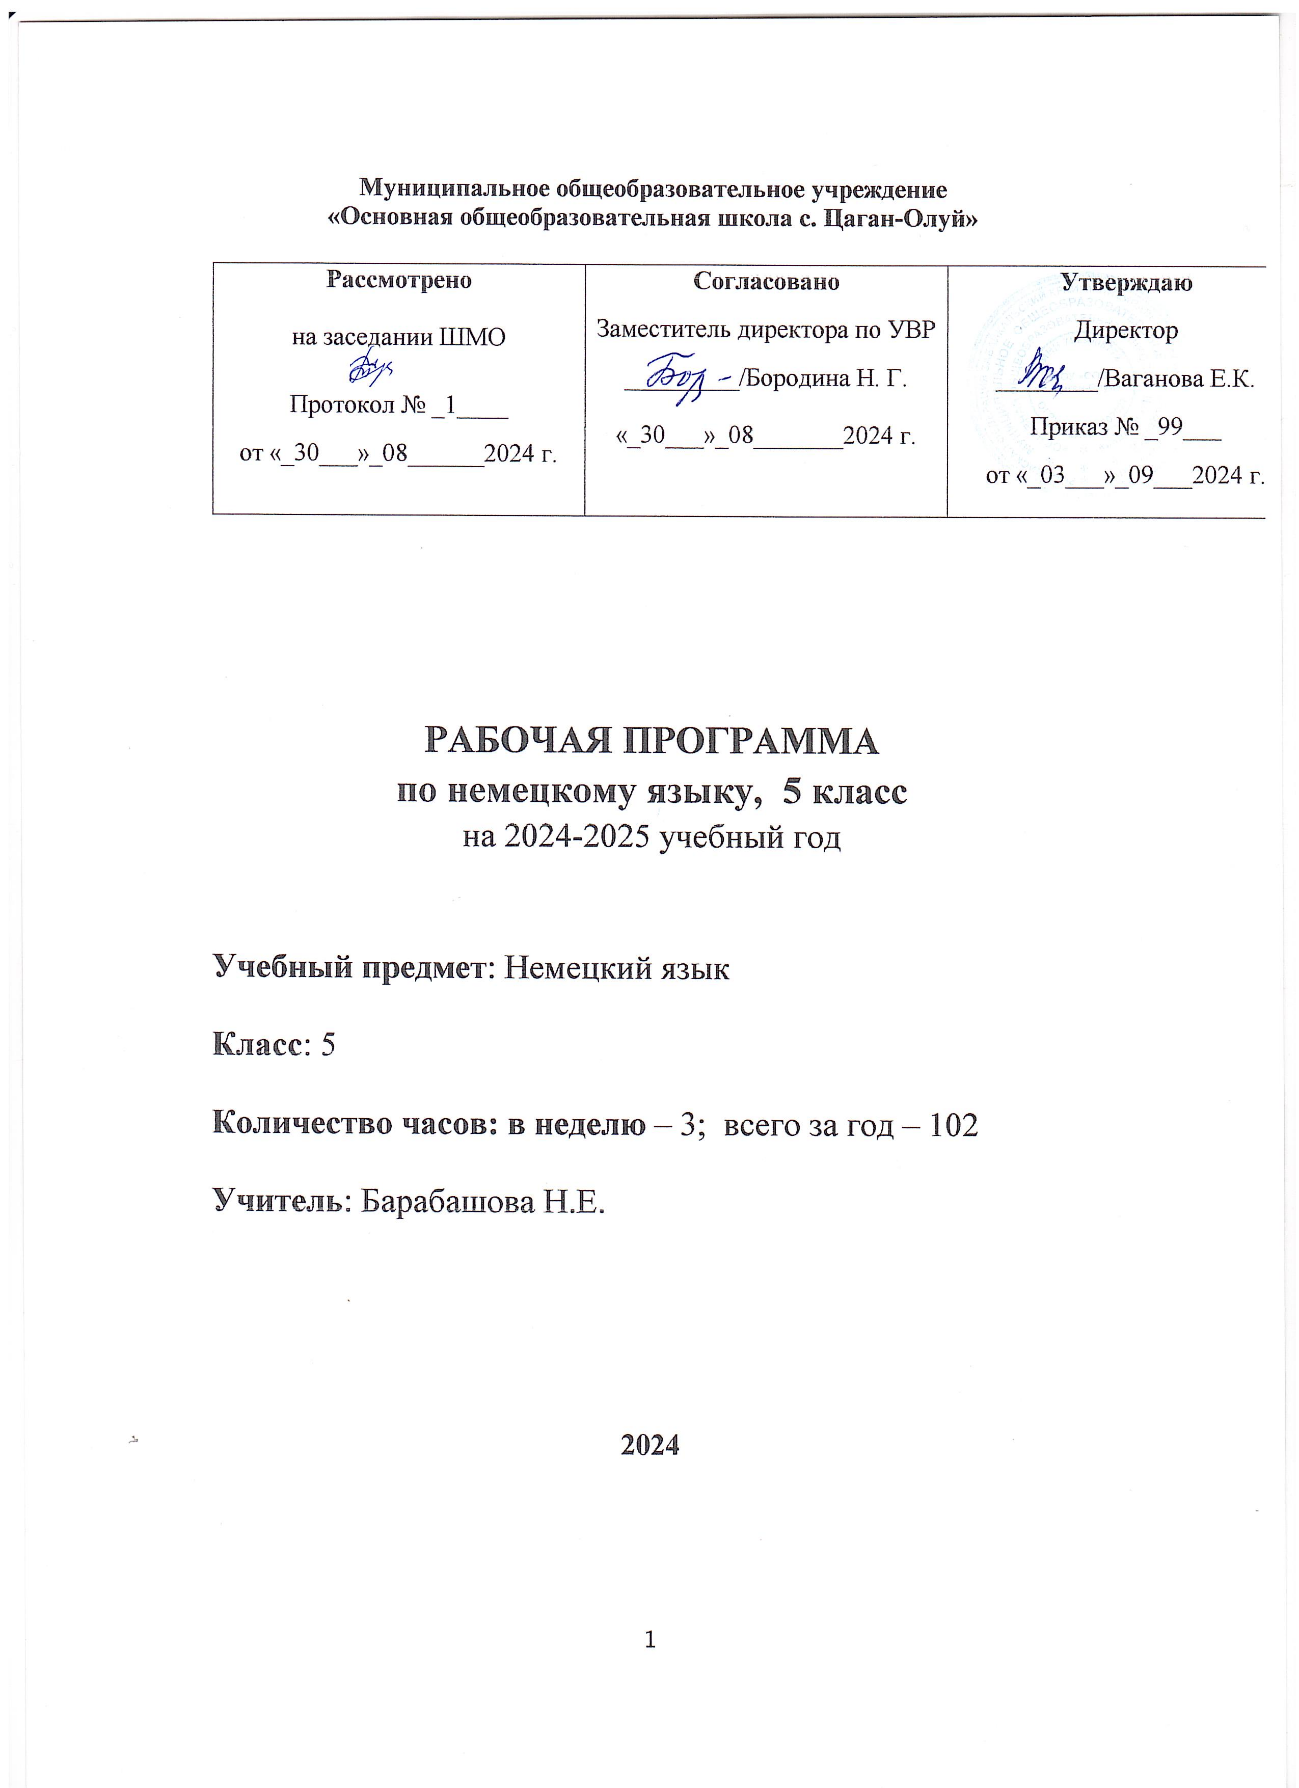 Муниципальное общеобразовательное учреждение
«Основная общеобразовательная школа с. Цаган-Олуй»
Рассмотрено
на заседании ШМО
Протокол № _1____
от «_30___»_08______2024 г.
Согласовано
Заместитель директора по УВР
_________/Бородина Н. Г.
«_30___»_08_______2024 г.
Утверждаю
Директор
________/Ваганова Е.К.
Приказ № _99___
от «_03___»_09___2024 г.
РАБОЧАЯ ПРОГРАММА
по немецкому языку,  5 класс
на 2024-2025 учебный год
Учебный предмет: Немецкий язык
Класс: 5
Количество часов: в неделю – 3;  всего за год – 102
Учитель: Барабашова Н.Е.
2024
1